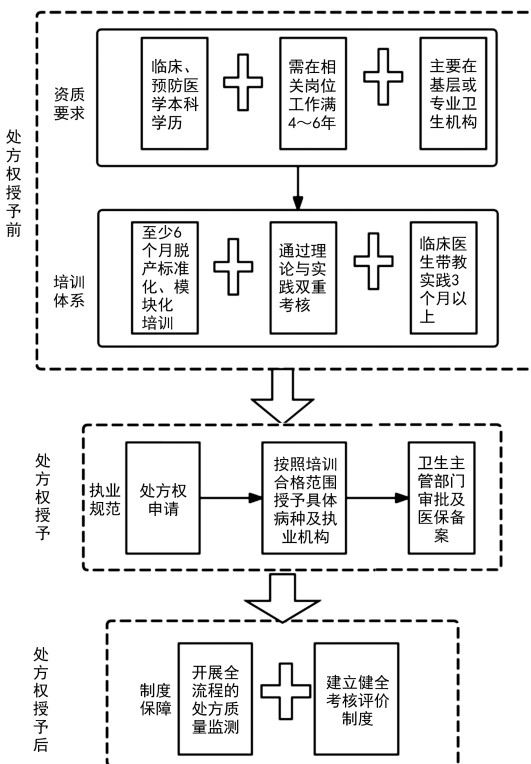 处
方
权
授
予
前
资质
要求
临床、
预防医
学本科
学历
需在相
关岗位
工作满
4～6年
主要在
基层或
专业卫
生机构
培训
体系
至少6
个月脱
产标准
化、模
块化
培训
通过理
论与实
践双重
考核
临床医
生带教
实践3
个月以
上
处
方
权
授
予
执业
规范
处方权
申请
按照培训
合格范围
授予具体
病种及执
业机构
卫生主
管部门
审批及
医保备
案
处
方
权
授
予
后
制度
保障
开展全
流程的
处方质
量监测
建立健全
考核评价
制度